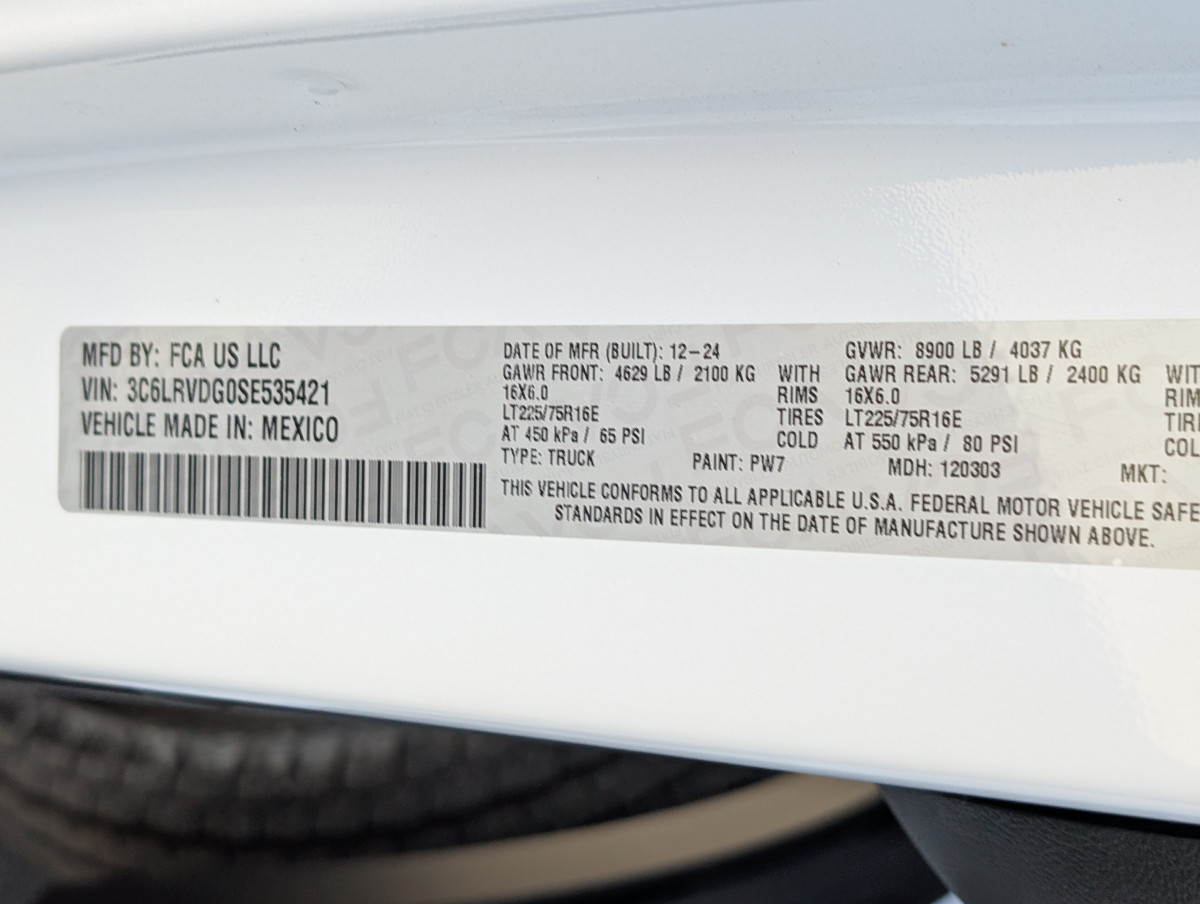 MFD BY: FCA US LLC
VIN: 3C6LRVDG0SE535421
VEHICLE MADE IN: MEXICO
DATE OF MFR (BUILT): 12-24
GAWR FRONT: 4629 LB / 2100 KG WITH
16X6.0 RIMS
LT225/75R16E TIRES
AT 450 kPa / 65 PSI COLD
GVWR: 8900 LB / 4037 KG
GAWR REAR: 5291 LB / 2400 KG
16X6.0
LT225/75R16E
AT 550 kPa / 80 PSI
TYPE: TRUCK PAINT: PW7 MDH: 120303 MKT:
THIS VEHICLE CONFORMS TO ALL APPLICABLE U.S.A. FEDERAL MOTOR VEHICLE
STANDARDS IN EFFECT ON THE DATE OF MANUFACTURE SHOWN ABOVE.